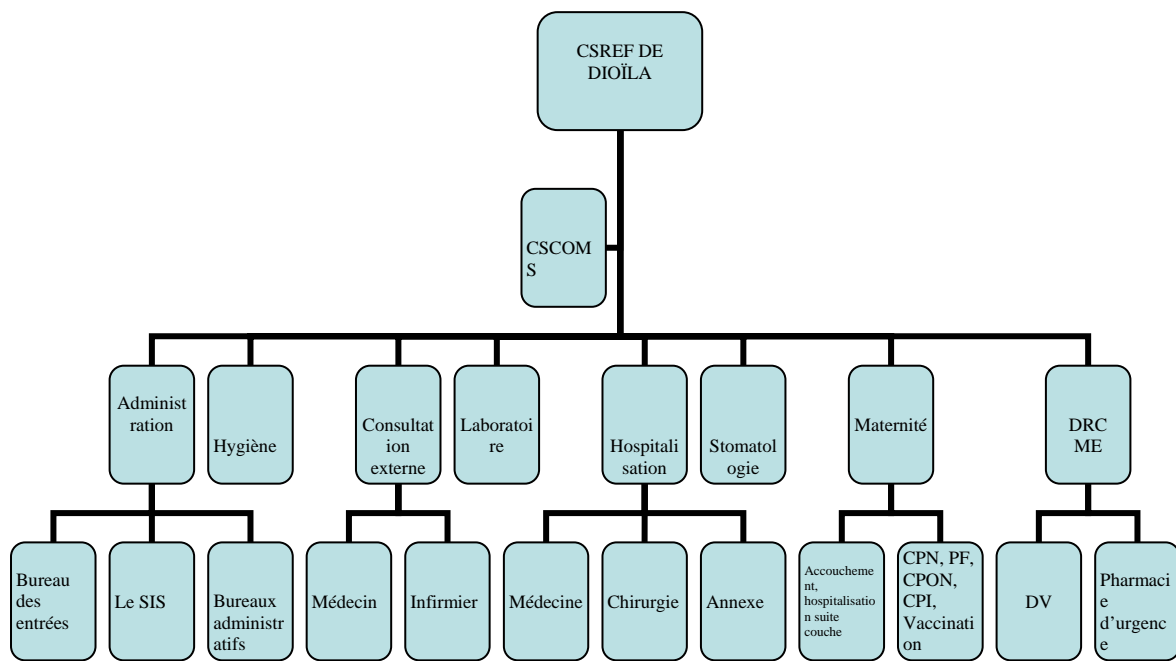 CSREF DE
DIOÏLA
CSCOM
S
Administ
ration
Hygiène
Consultat
ion
externe
Laboratoi
re
Hospitali
sation
Stomatol
ogie
Maternité
DRC
ME
Bureau
des
entrées
Le SIS
Bureaux
administr
atifs
Médecin
Infirmier
Médecine
Chirurgie
Annexe
Accouchem
ent,
hospitalisatio
n suite
couche
CPN, PF,
CPON,
CPI,
Vaccinati
on
DV
Pharmaci
e
d’urgenc
e